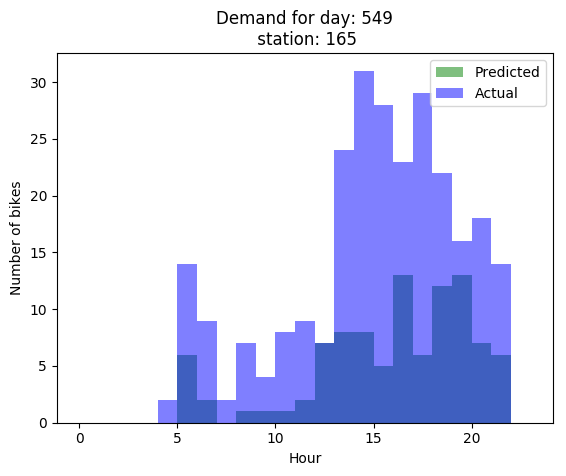 Demand for day: 549
station: 165
Predicted
Actual
Number of bikes
30
25
20
15
10
5
0
0 5 10 15 20
Hour